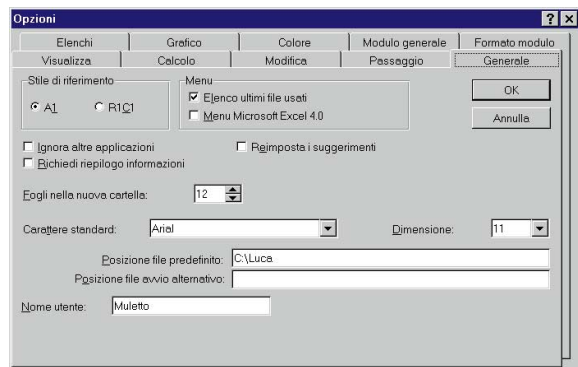 Opzioni
Elenchi Grafico Colore Modulo generale Formato modulo
Visualizza Calcolo Modifica Passaggio Generale
Stile di riferimento
A1 R1C1
Menu
Elenco ultimi file usati
Menu Microsoft Excel 4.0
OK
Annulla
Ignora altre applicazioni Reimposta i suggerimenti
Richiedi riepilogo informazioni
Fogli nella nuova cartella: 12
Carattere standard: Arial Dimensione: 11
Posizione file predefinito: C:\Luca
Posizione file avvio alternativo:
Nome utente: Muletto